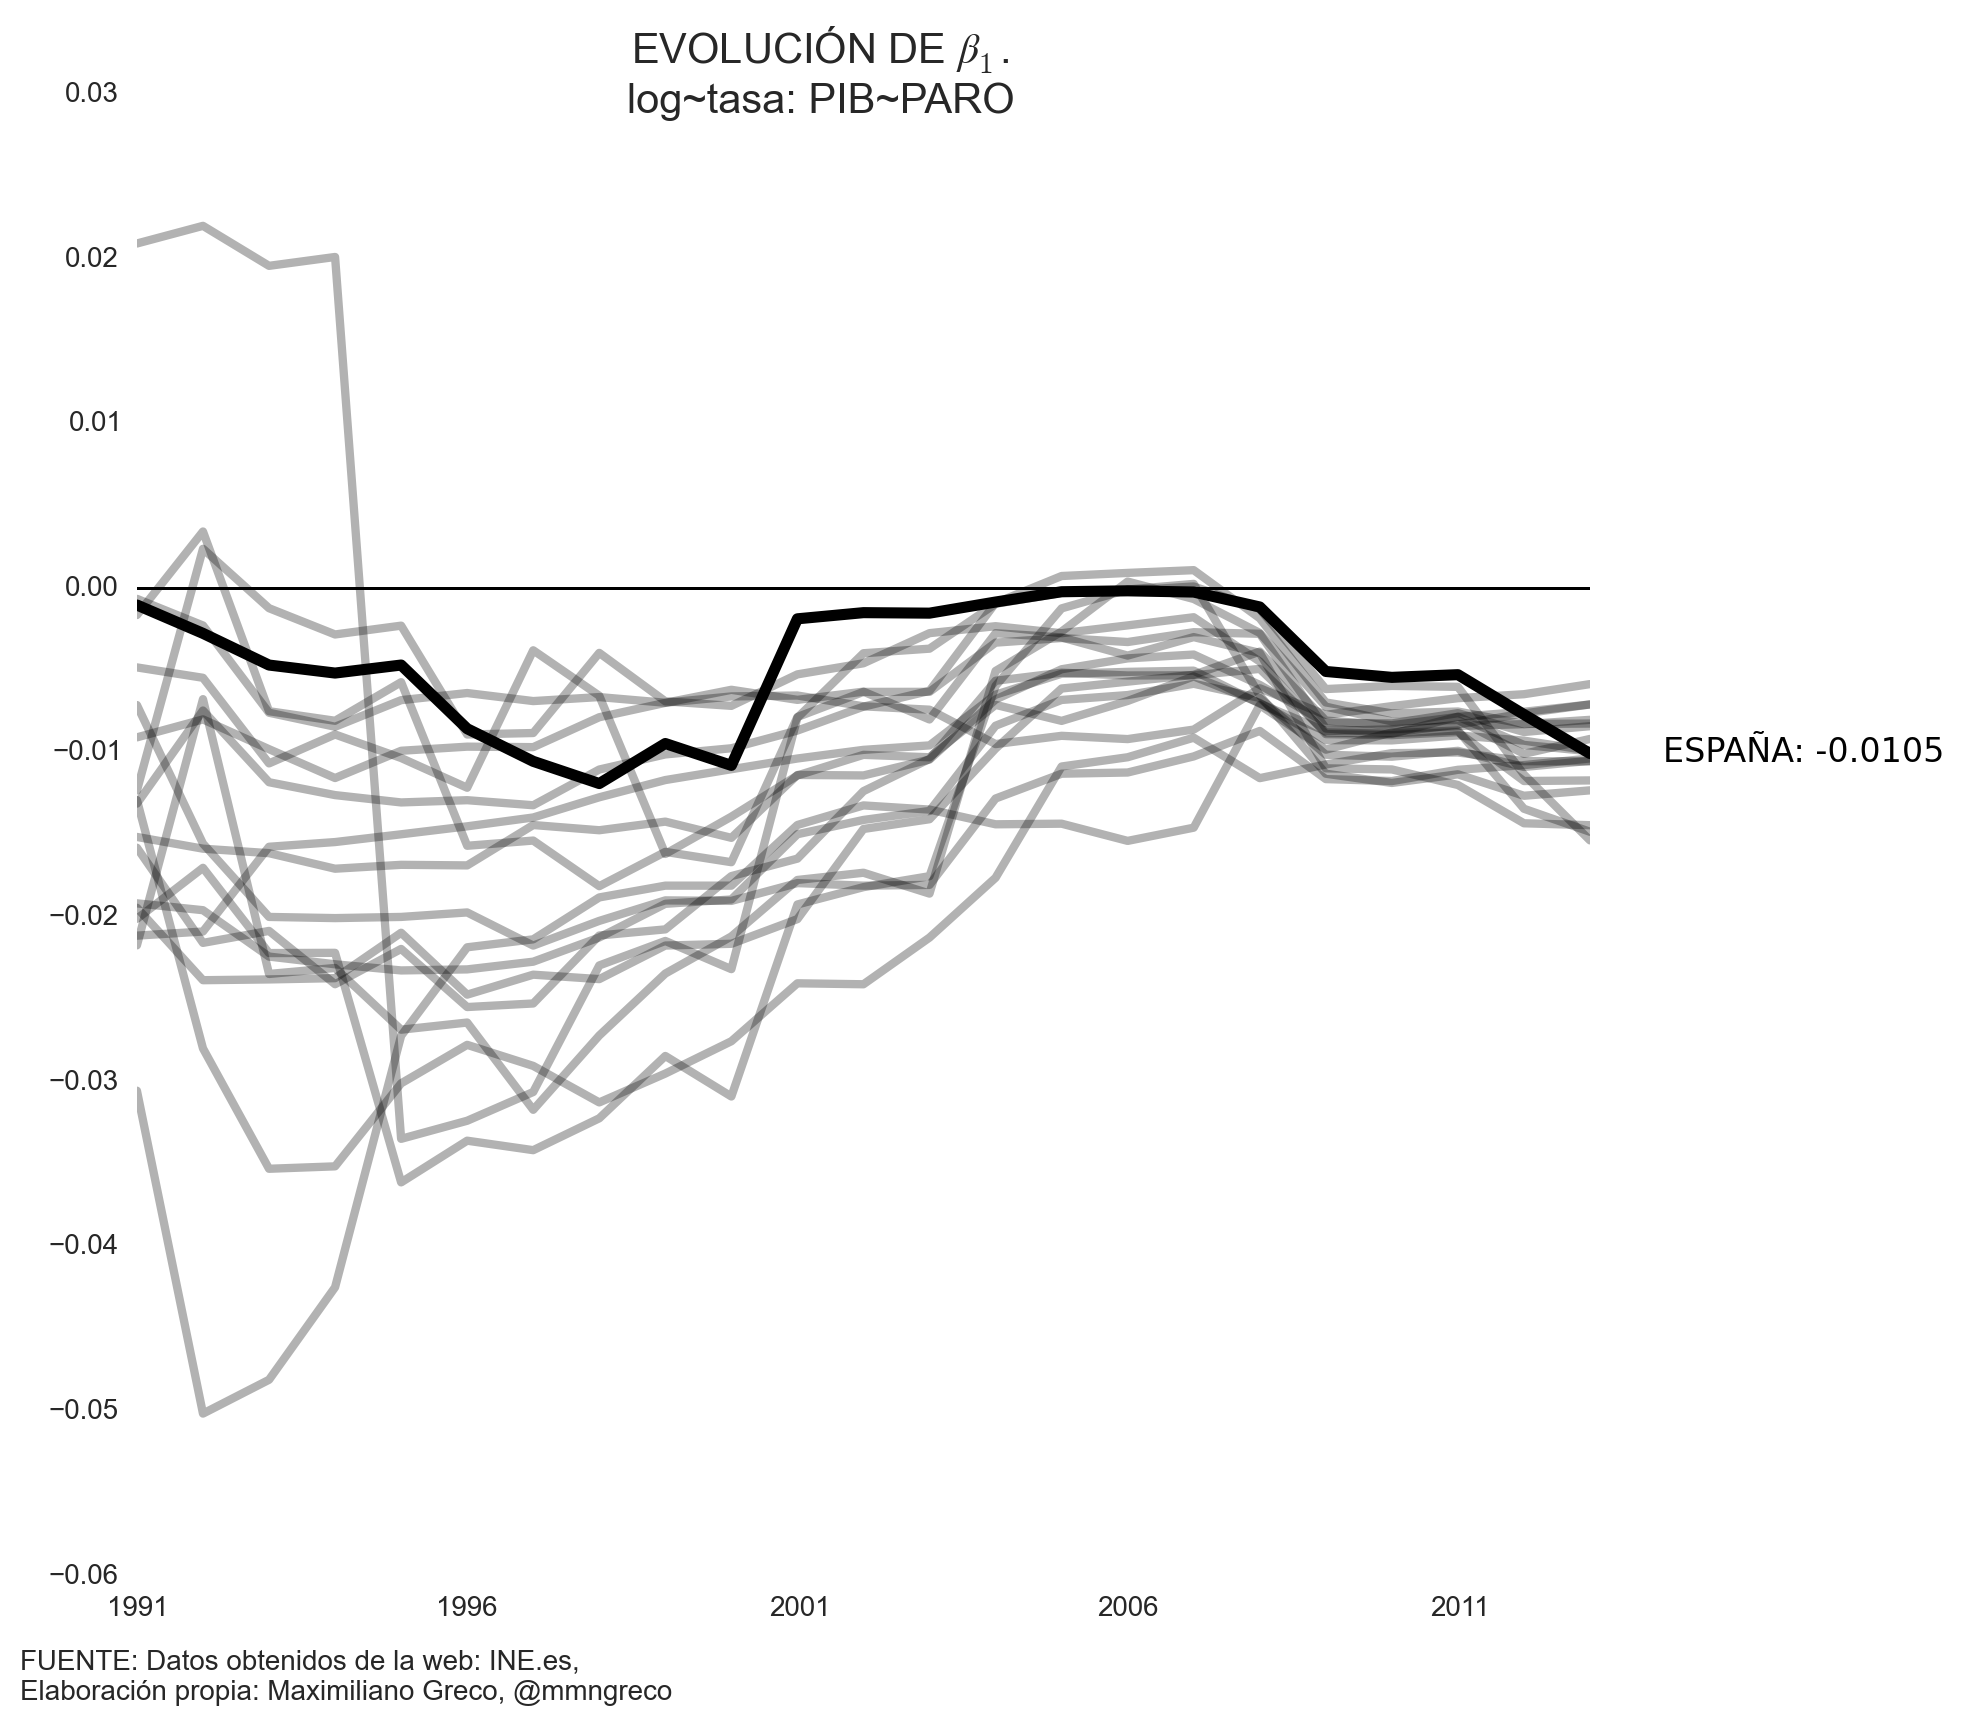 EVOLUCIÓN DE β₁.
log~tasa: PIB~PARO
0.03
0.02
0.01
0.00
−0.01
−0.02
−0.03
−0.04
−0.05
−0.06
ESPAÑA: -0.0105
1991 1996 2001 2006 2011
FUENTE: Datos obtenidos de la web: INE.es,
Elaboración propia: Maximiliano Greco, @mmngreco